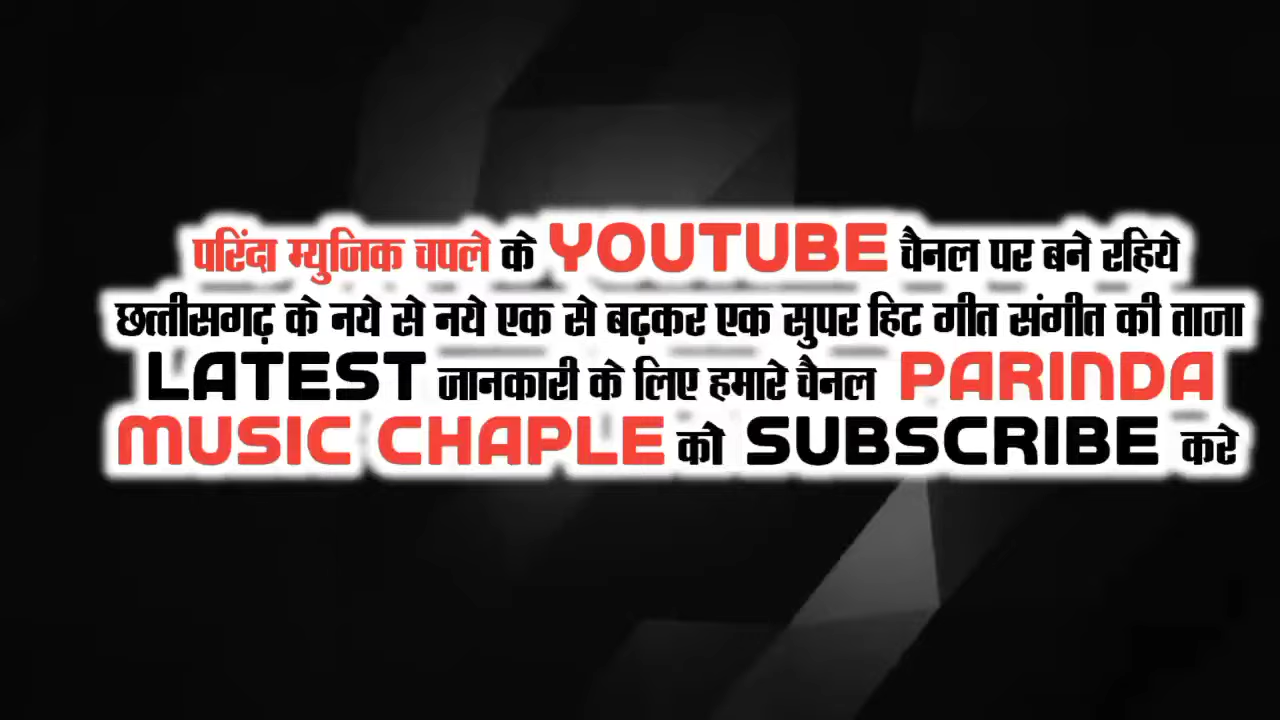 परिंदा म्युजिक चपले के YOUTUBE चैनल पर बने रहिये
छत्तीसगढ़ के नये से नये एक से बढ़कर एक सुपर हिट गीत संगीत की ताजा
LATEST जानकारी के लिए हमारे चैनल PARINDA
MUSIC CHAPLE को SUBSCRIBE करे